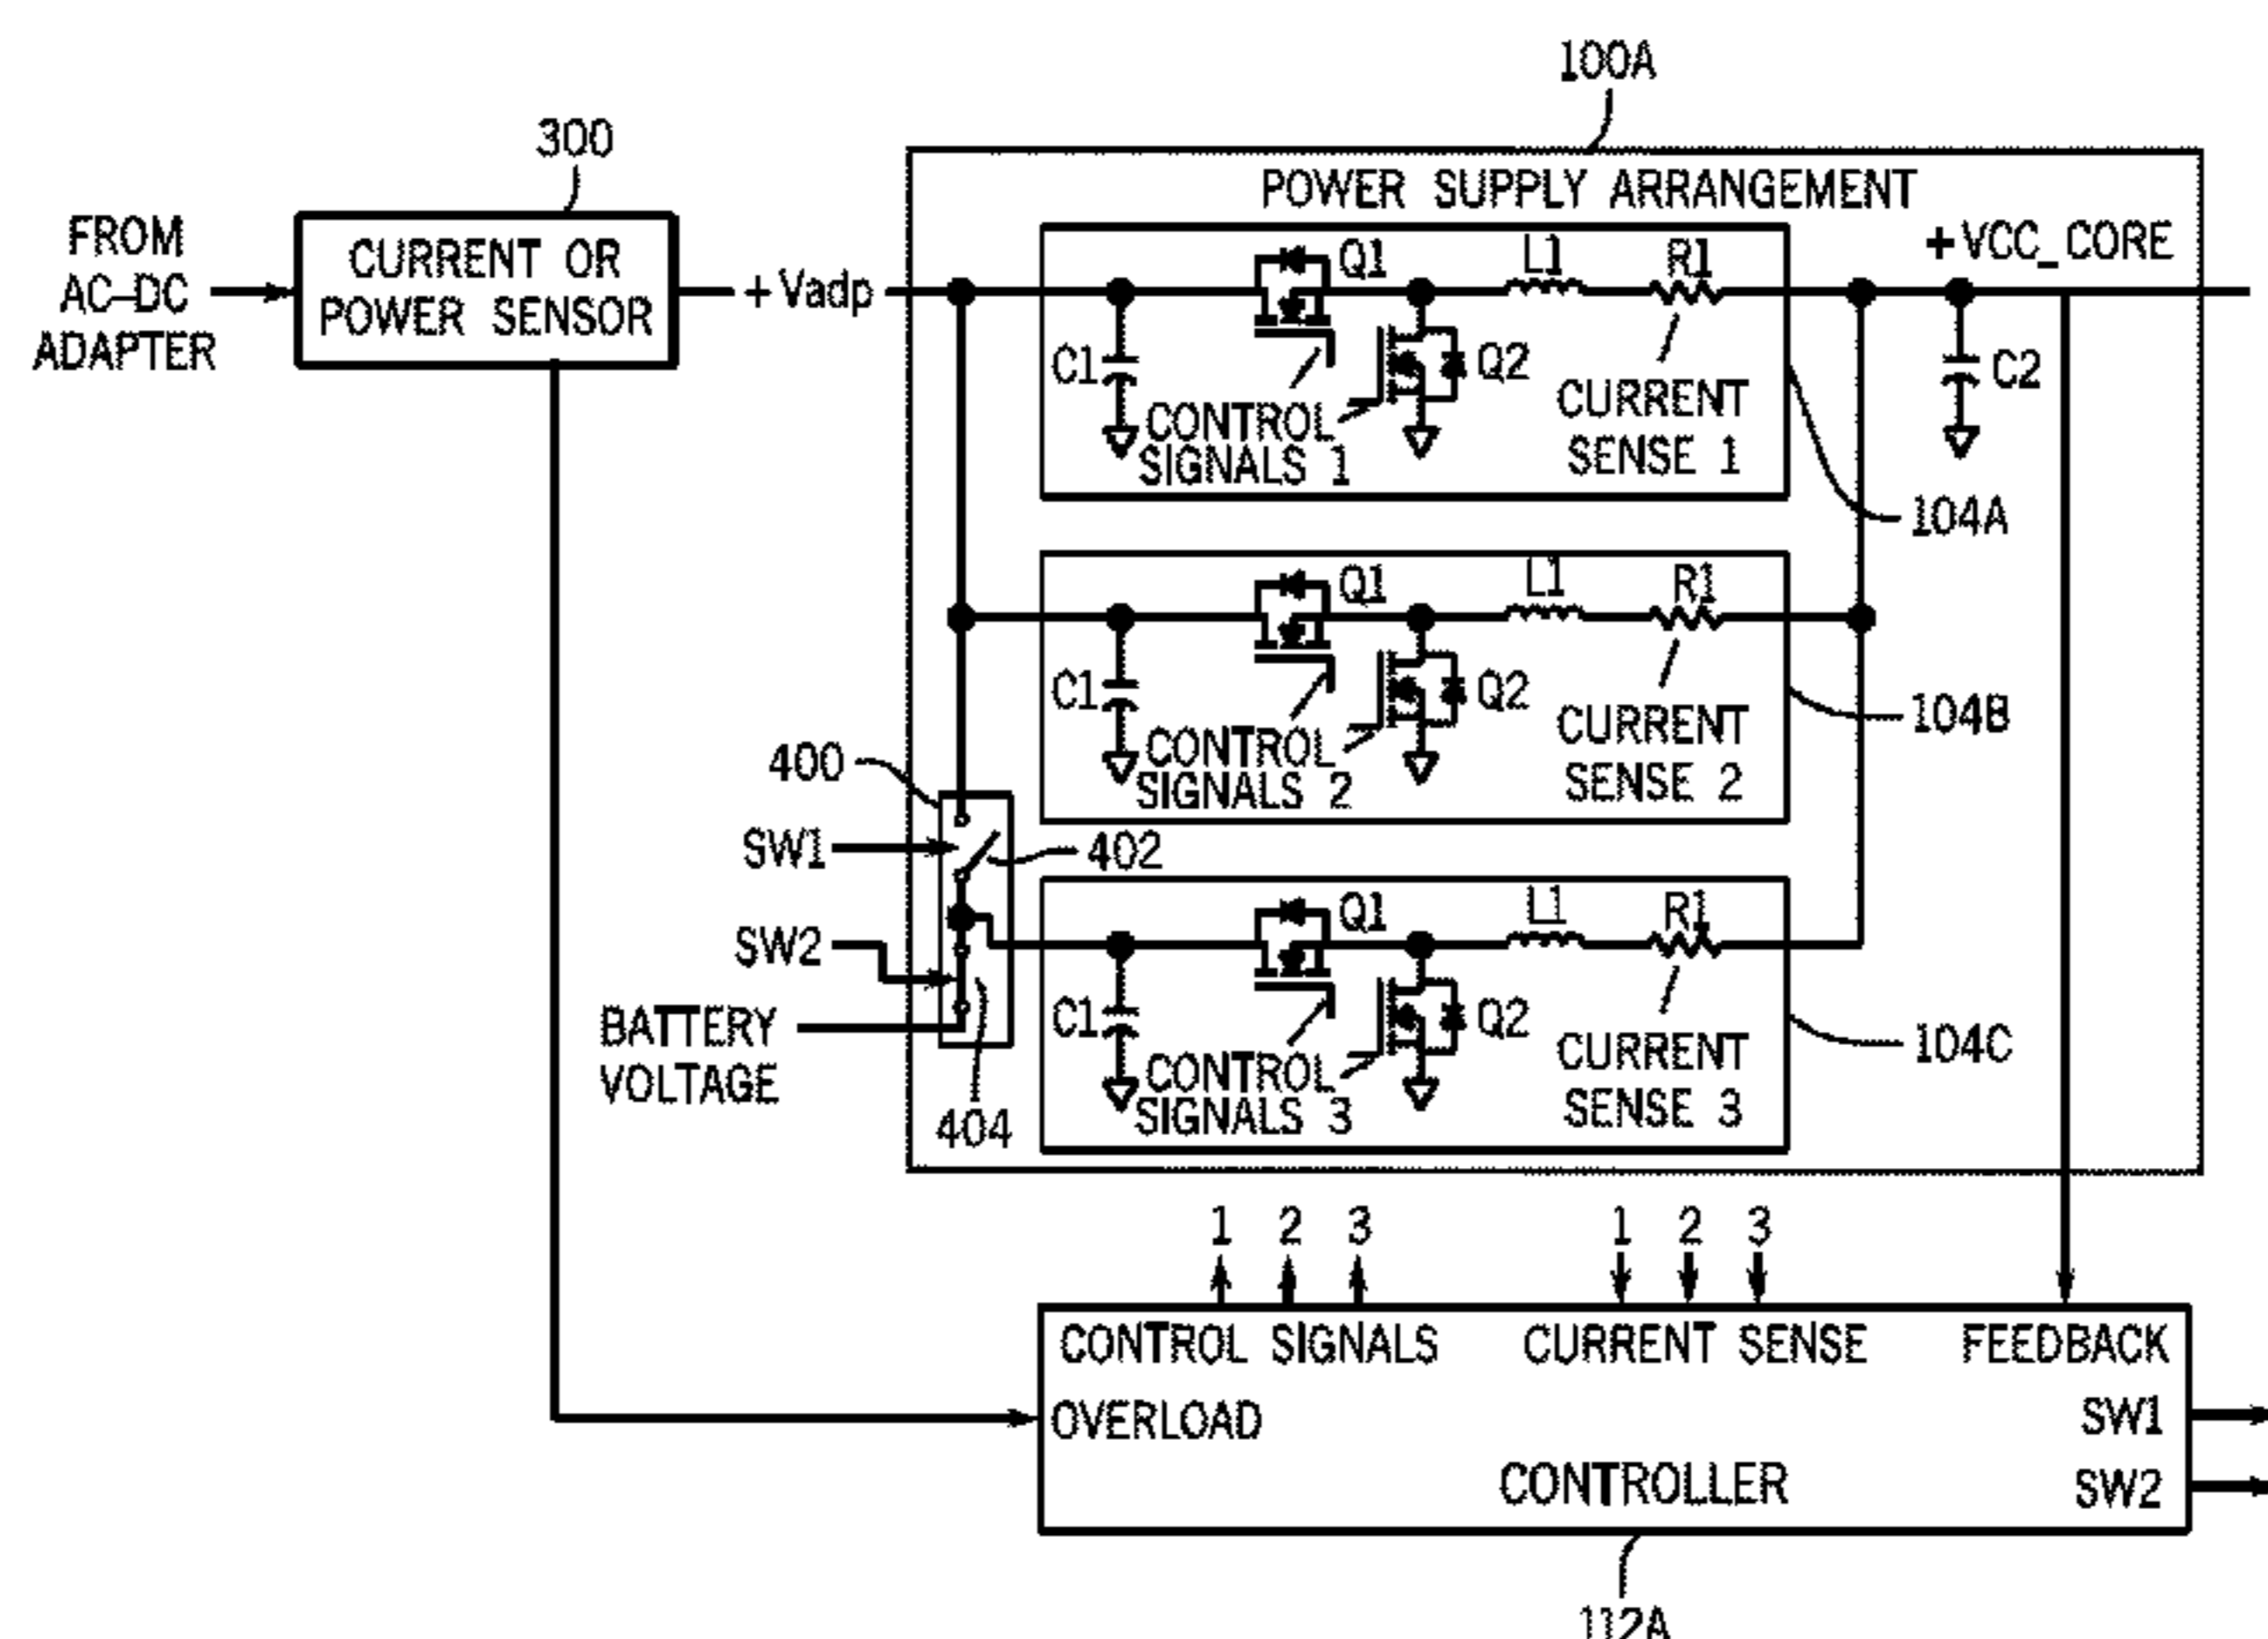 100A
300
POWER SUPPLY ARRANGEMENT
FROM
AC-DC
ADAPTER
CURRENT OR
POWER SENSOR
+Vadp
Q1
L1
R1
+VCC_CORE
C1
Q2
C2
CONTROL
SIGNALS 1
CURRENT
SENSE 1
104A
Q1
L1
R1
C1
Q2
CONTROL
SIGNALS 2
CURRENT
SENSE 2
104B
400
SW1
402
SW2
BATTERY
VOLTAGE
404
Q1
L1
R1
C1
Q2
CONTROL
SIGNALS 3
CURRENT
SENSE 3
104C
1 2 3
1 2 3
CONTROL SIGNALS
CURRENT SENSE
FEEDBACK
OVERLOAD
SW1
CONTROLLER
SW2
112A